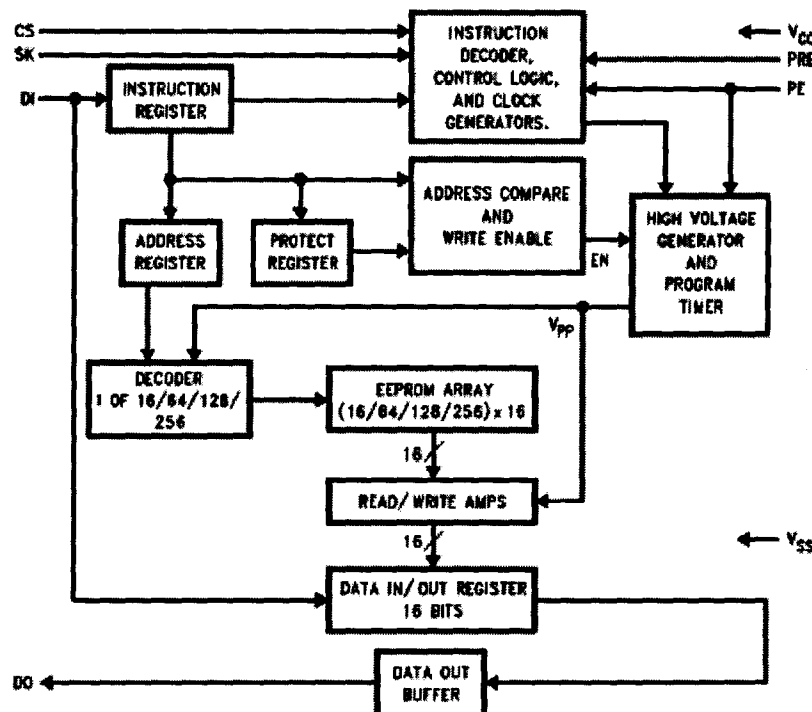 CS
SK
DI
INSTRUCTION
REGISTER
INSTRUCTION
DECODER,
CONTROL LOGIC,
AND CLOCK
GENERATORS.
VCC
PRE
PE
ADDRESS
REGISTER
PROTECT
REGISTER
ADDRESS COMPARE
AND
WRITE ENABLE
EN
HIGH VOLTAGE
GENERATOR
AND
PROGRAM
TIMER
VPP
DECODER
1 OF 16/64/128/
256
EEPROM ARRAY
(16/64/128/256) x 16
16
READ/WRITE AMPS
16
VSS
DATA IN/OUT REGISTER
16 BITS
DO
DATA OUT
BUFFER